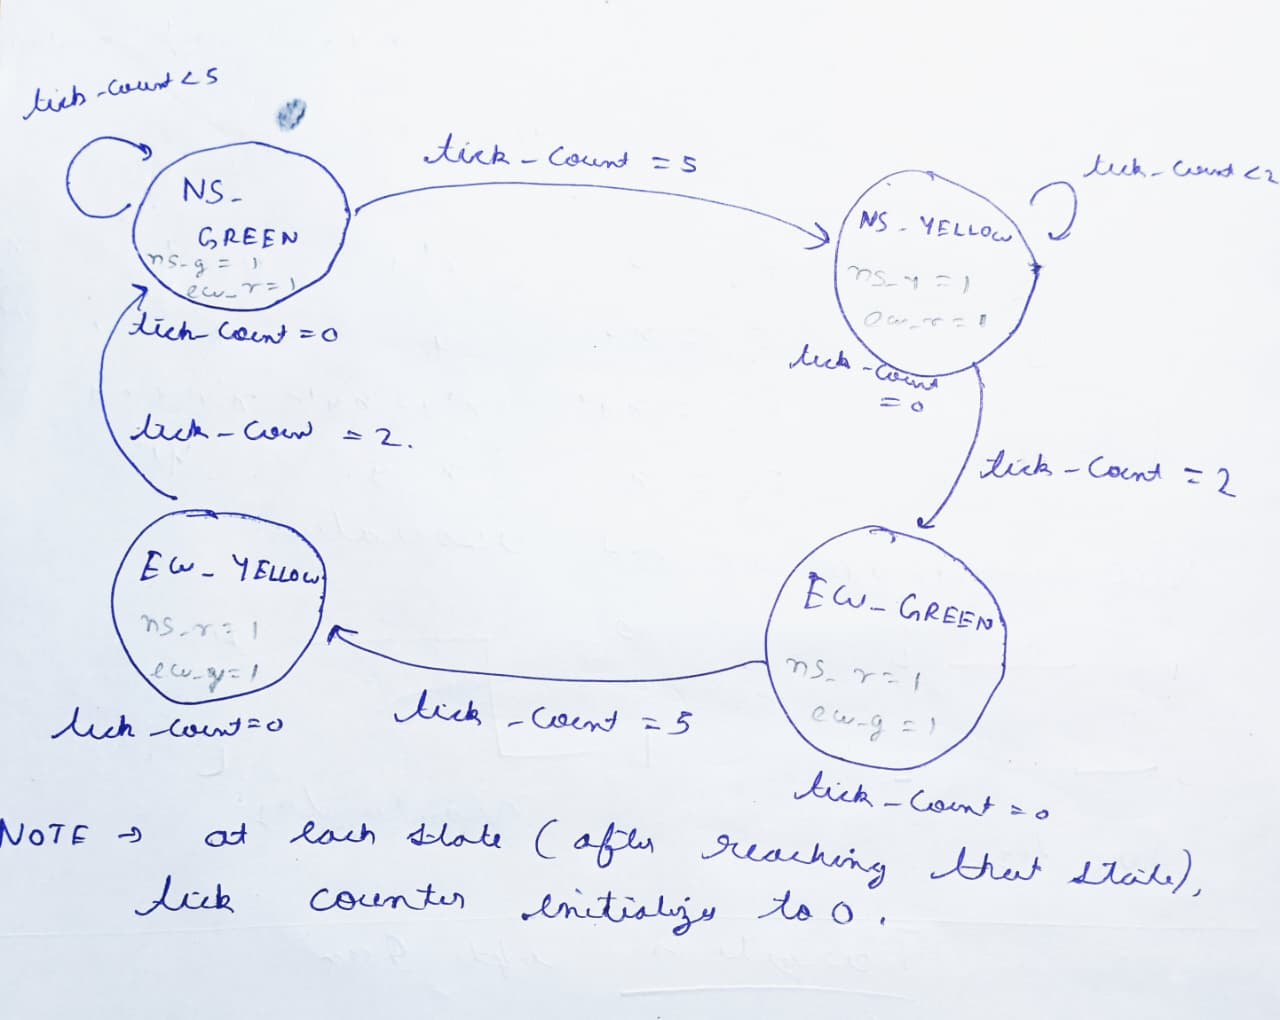 tick-count < 5
tick-count = 5
tick-count < 2
NS-
GREEN
ns-g = 1
ew-r = 1
NS-YELLOW
ns-y = 1
ew-r = 1
tick-count = 0
tick-count
= 0
tick-coun = 2.
tick-count = 2
EW-YELLOW
ns-r = 1
ew-y = 1
EW-GREEN
ns-r = 1
ew-g = 1
tick-count = 0
tick-count = 5
tick-count = 0
NOTE → at each state (after reaching that state),
tick counter initialize to 0.